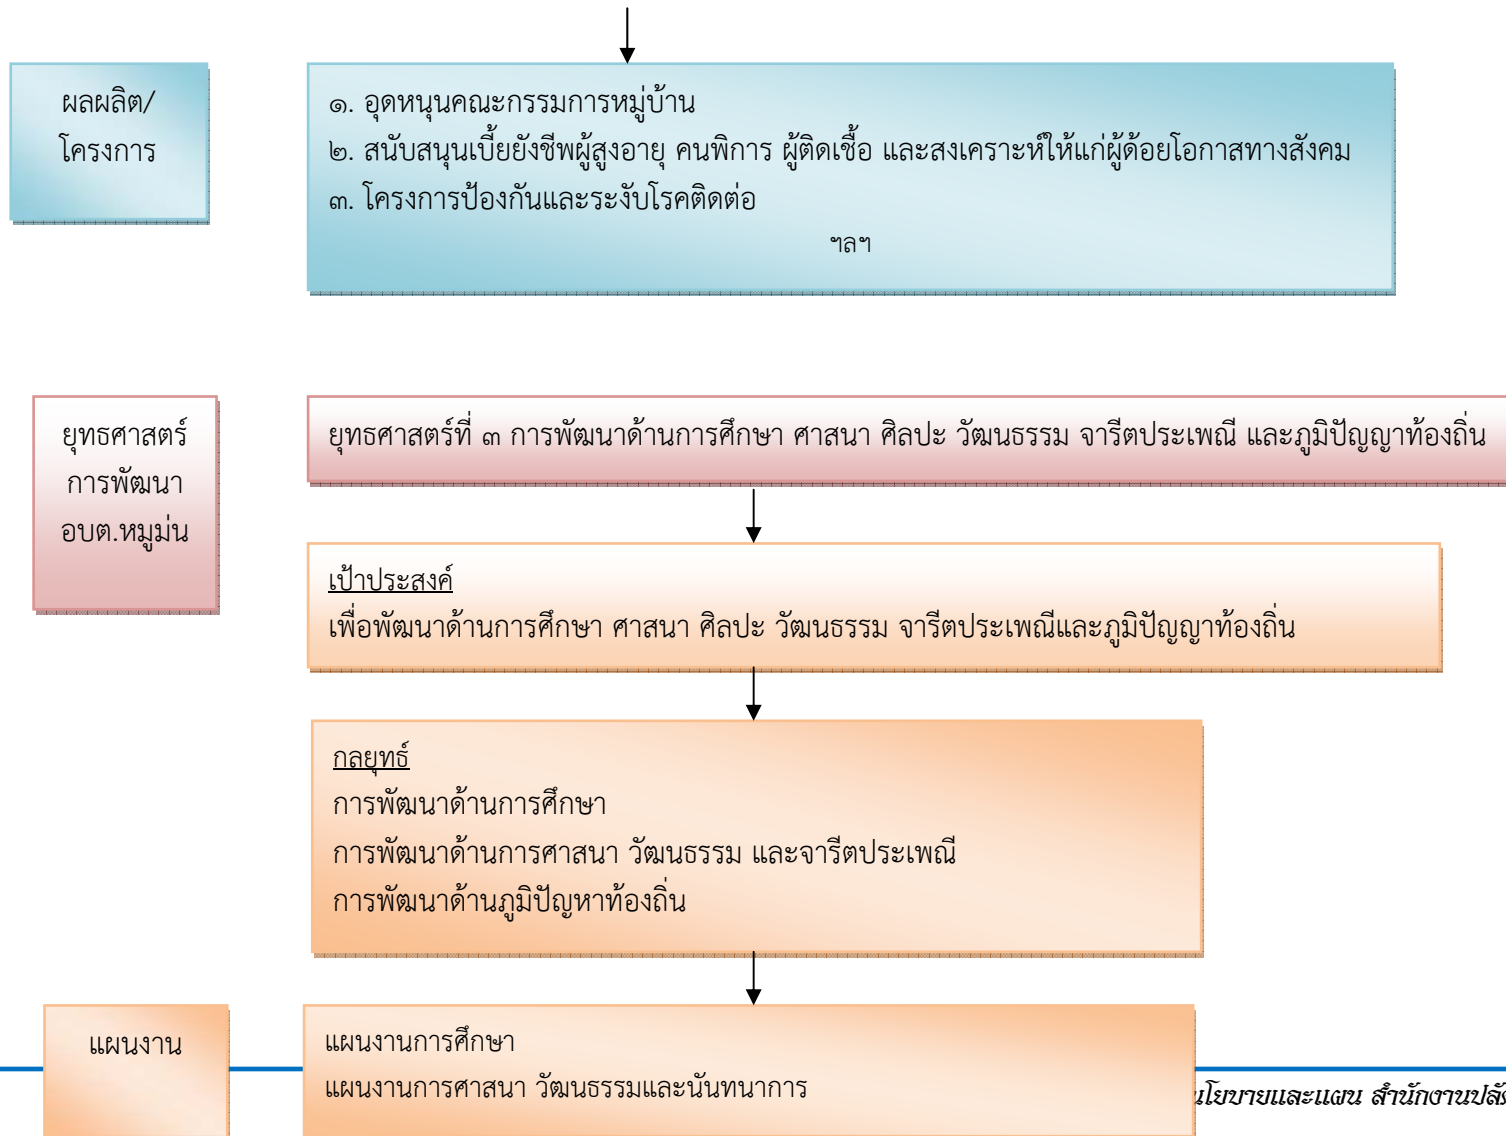 ผลผลิต/
โครงการ
๑. อุดหนุนคณะกรรมการหมู่บ้าน
๒. สนับสนุนเบี้ยยังชีพผู้สูงอายุ คนพิการ ผู้ติดเชื้อ และสงเคราะห์ให้แก่ผู้ด้อยโอกาสทางสังคม
๓. โครงการป้องกันและระงับโรคติดต่อ
ฯลฯ
ยุทธศาสตร์
การพัฒนา
อบต.หมูม่น
ยุทธศาสตร์ที่ ๓ การพัฒนาด้านการศึกษา ศาสนา ศิลปะ วัฒนธรรม จารีตประเพณี และภูมิปัญญาท้องถิ่น
เป้าประสงค์
เพื่อพัฒนาด้านการศึกษา ศาสนา ศิลปะ วัฒนธรรม จารีตประเพณีและภูมิปัญญาท้องถิ่น
กลยุทธ์
การพัฒนาด้านการศึกษา
การพัฒนาด้านการศาสนา วัฒนธรรม และจารีตประเพณี
การพัฒนาด้านภูมิปัญหาท้องถิ่น
แผนงาน
แผนงานการศึกษา
แผนงานการศาสนา วัฒนธรรมและนันทนาการ
นโยบายและแผน สำนักงานปลัด